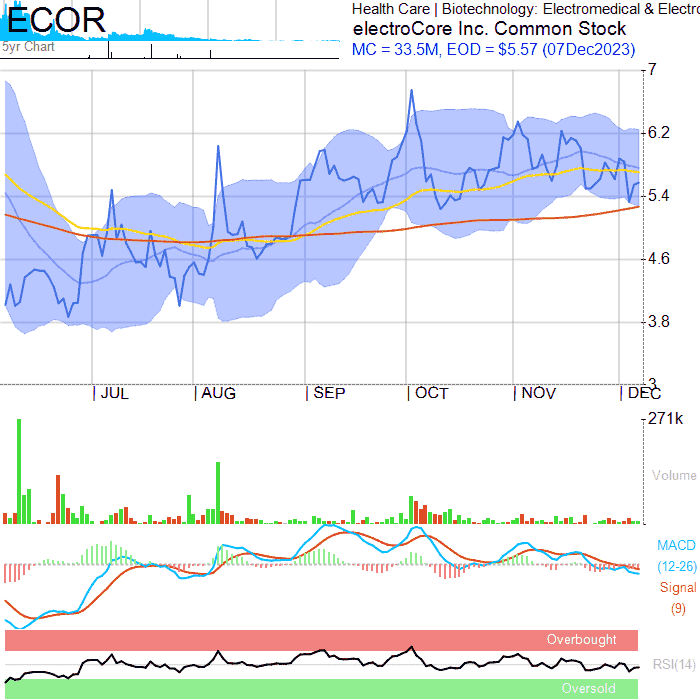 ECOR
5yr Chart
Health Care | Biotechnology: Electromedical & Electro
electroCore Inc. Common Stock
MC = 33.5M, EOD = $5.57 (07Dec2023)
7
6.2
5.4
4.6
3.8
3
JUL
AUG
SEP
OCT
NOV
DEC
271k
Volume
MACD
(12-26)
Signal
(9)
Overbought
RSI(14)
Oversold